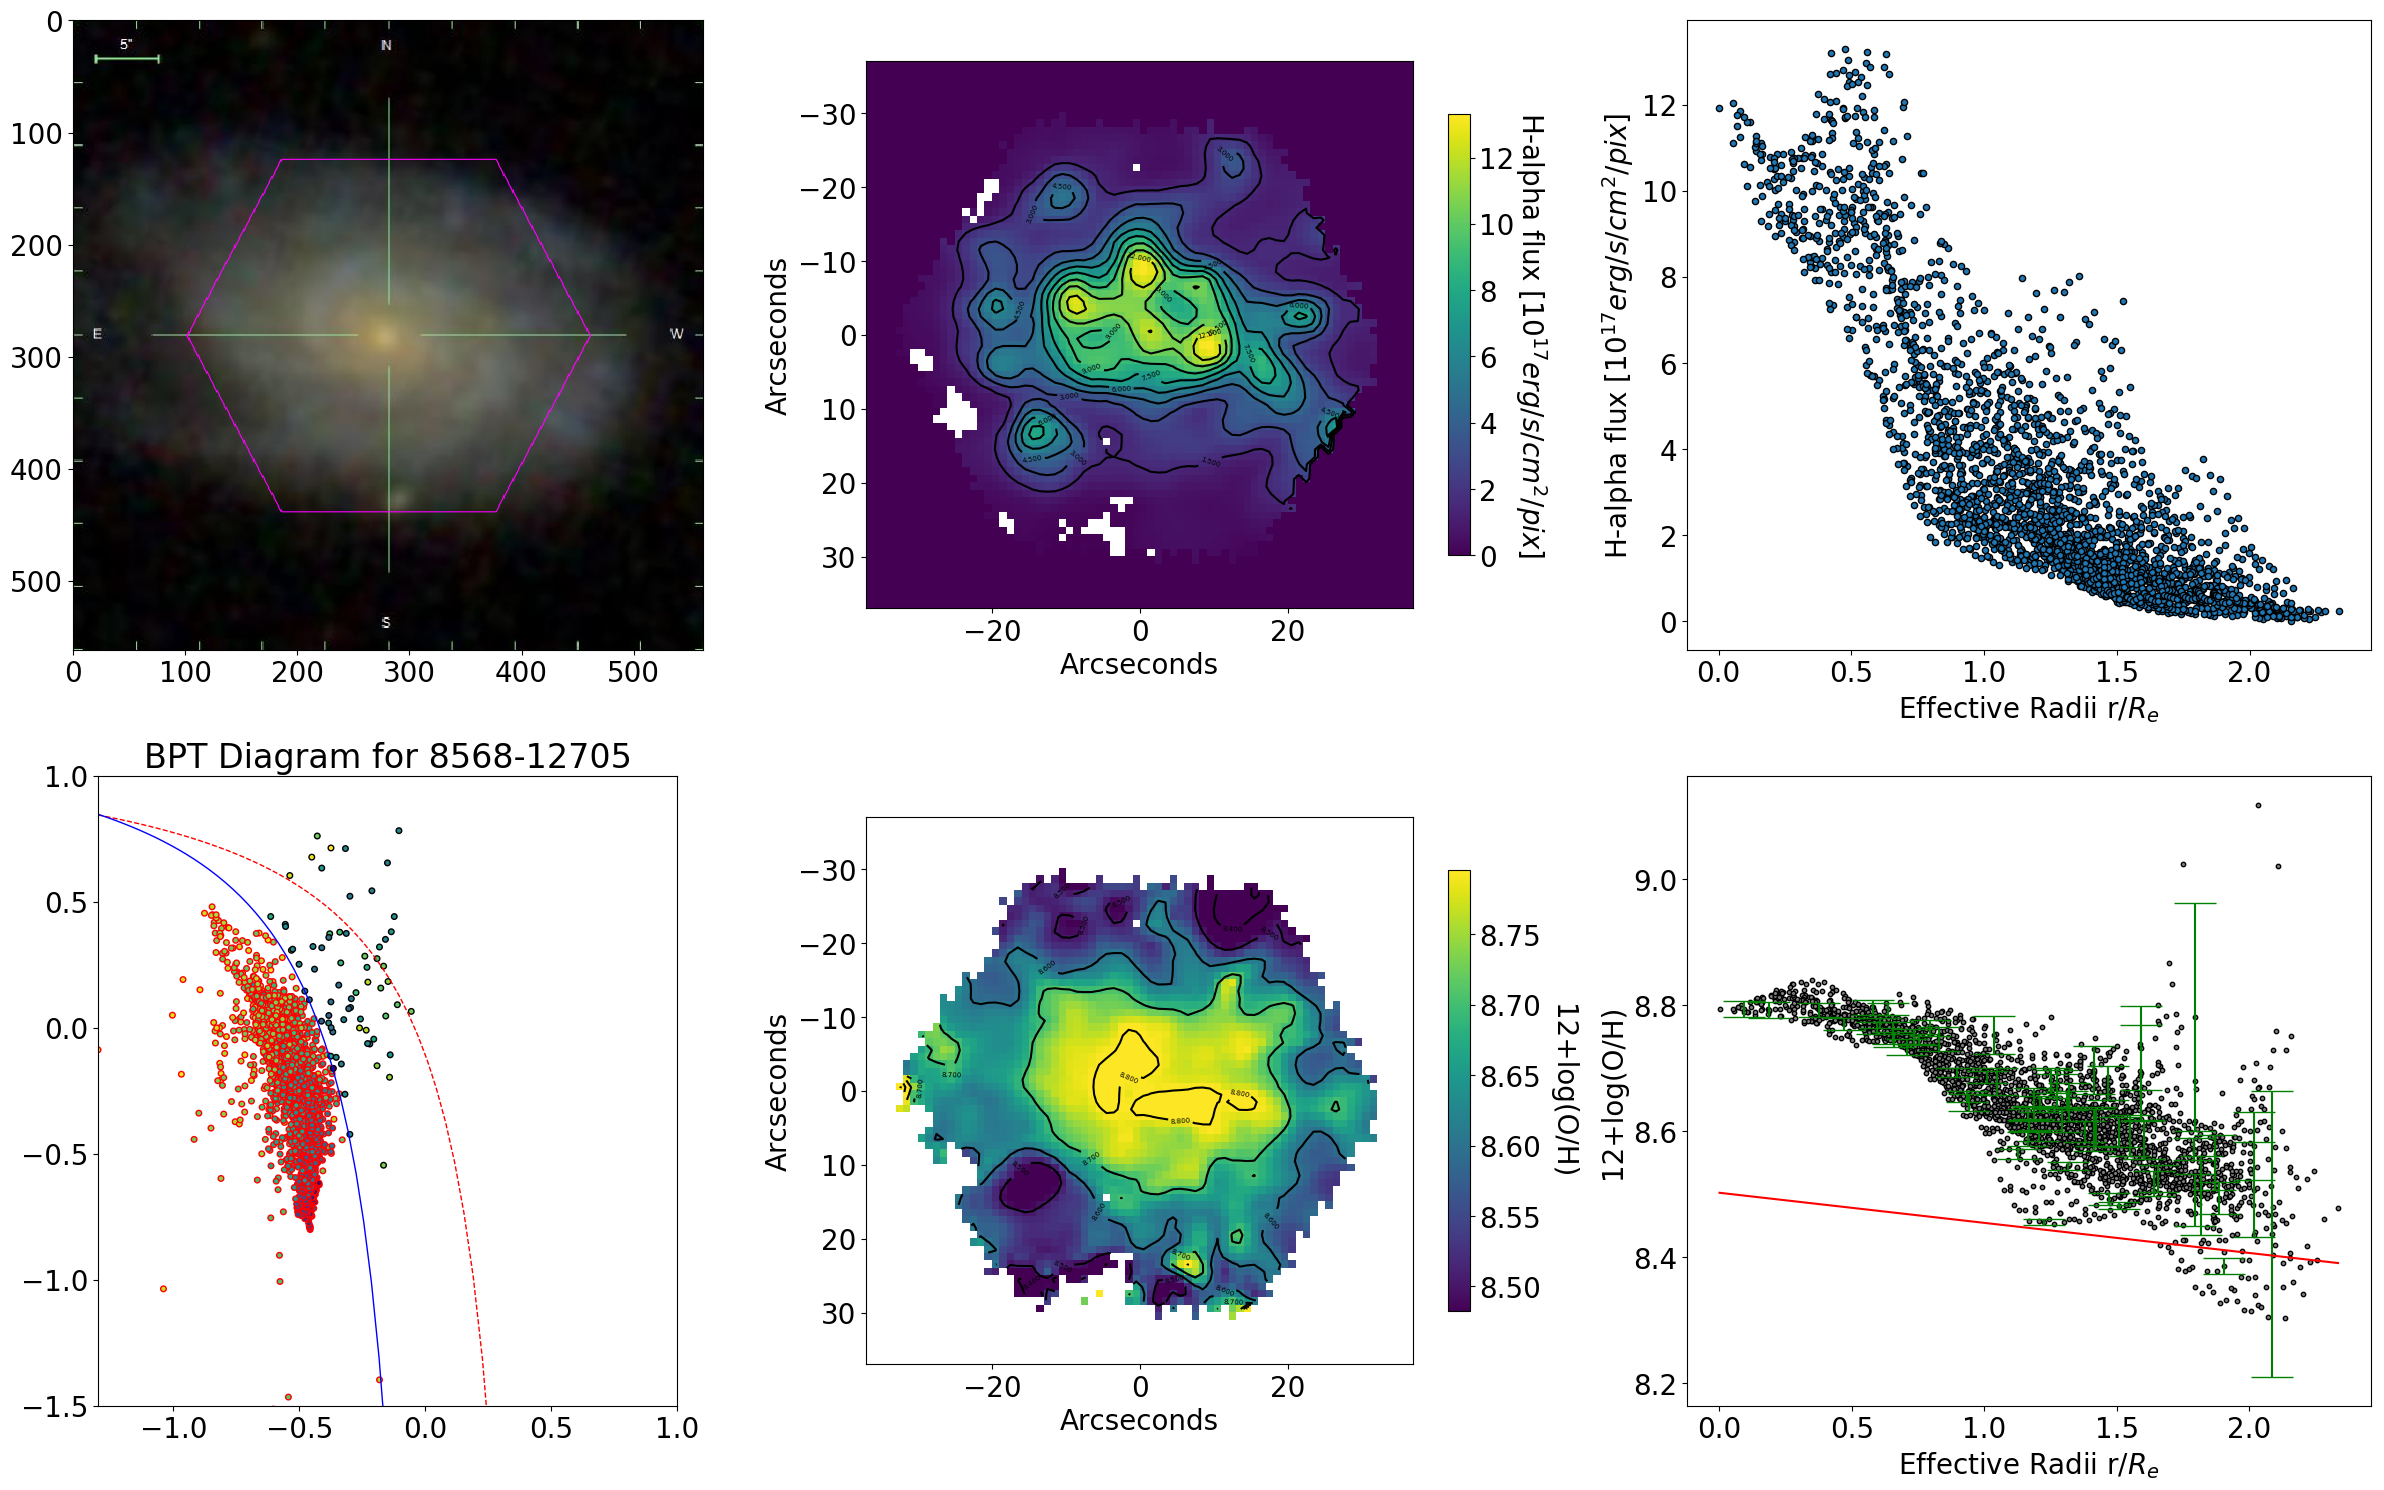 0
100
200
300
400
500
0 100 200 300 400 500
5"
N
E
W
S
−30
−20
−10
0
10
20
30
Arcseconds
−20 0 20
Arcseconds
12
10
8
6
4
2
0
H-alpha flux [10^17 erg/s/cm^2/pix]
12
10
8
6
4
2
0
H-alpha flux [10^17 erg/s/cm^2/pix]
0.0 0.5 1.0 1.5 2.0
Effective Radii r/R_e
BPT Diagram for 8568-12705
1.0
0.5
0.0
−0.5
−1.0
−1.5
−1.0 −0.5 0.0 0.5 1.0
−30
−20
−10
0
10
20
30
Arcseconds
−20 0 20
Arcseconds
8.75
8.70
8.65
8.60
8.55
8.50
12+log(O/H)
9.0
8.8
8.6
8.4
8.2
12+log(O/H)
0.0 0.5 1.0 1.5 2.0
Effective Radii r/R_e